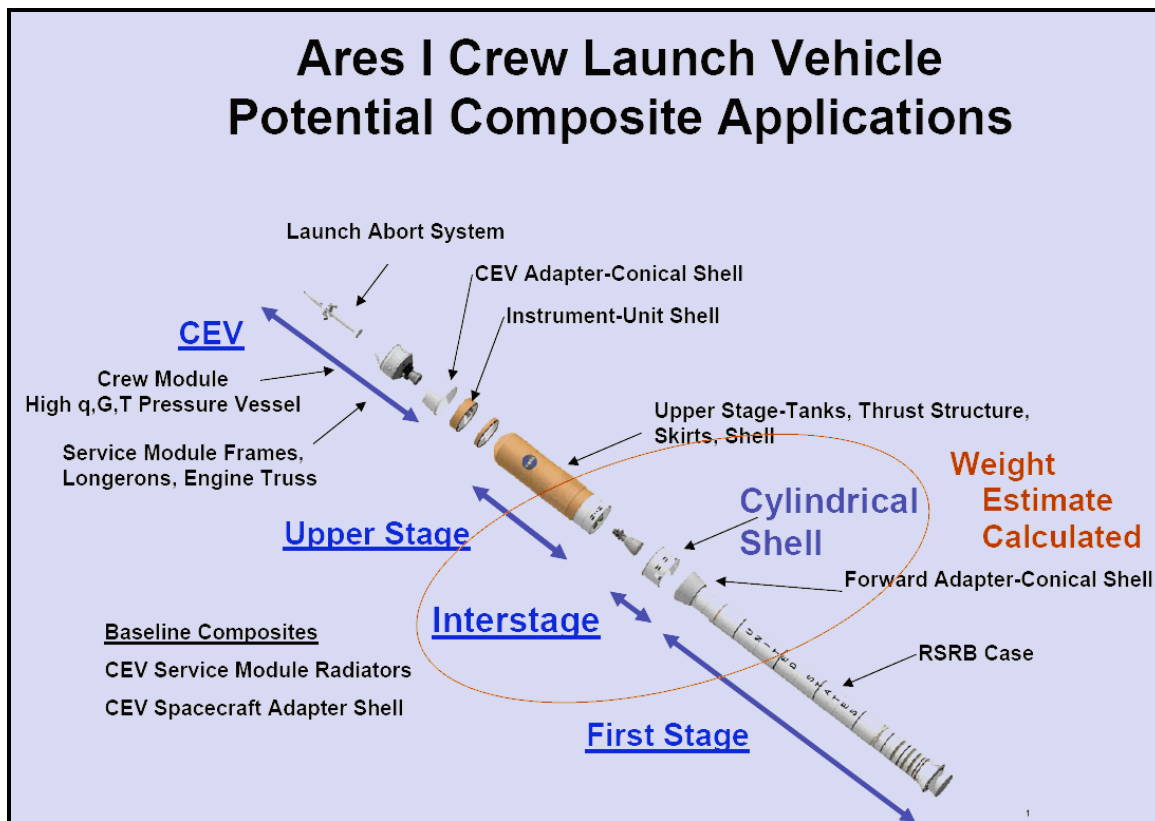 Ares I Crew Launch Vehicle
Potential Composite Applications
Launch Abort System
CEV Adapter-Conical Shell
Instrument-Unit Shell
CEV
Crew Module
High q,G,T Pressure Vessel
Service Module Frames,
Longerons, Engine Truss
Upper Stage-Tanks, Thrust Structure,
Skirts, Shell
Weight
Estimate
Calculated
Cylindrical
Shell
Upper Stage
Forward Adapter-Conical Shell
Interstage
UNITED STATES
Baseline Composites
CEV Service Module Radiators
CEV Spacecraft Adapter Shell
RSRB Case
First Stage
1